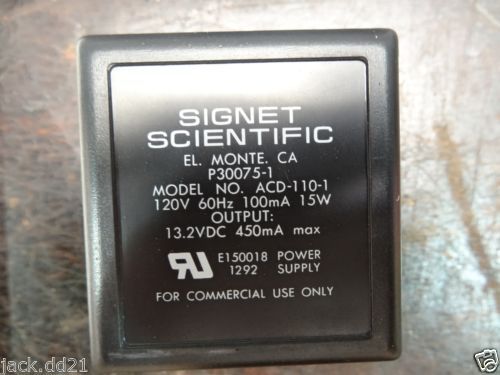 SIGNET
SCIENTIFIC
EL. MONTE. CA
P30075-1
MODEL NO. ACD-110-1
120V 60Hz 100mA 15W
OUTPUT:
13.2VDC 450mA max
E150018 POWER
1292 SUPPLY
FOR COMMERCIAL USE ONLY
jack.dd21